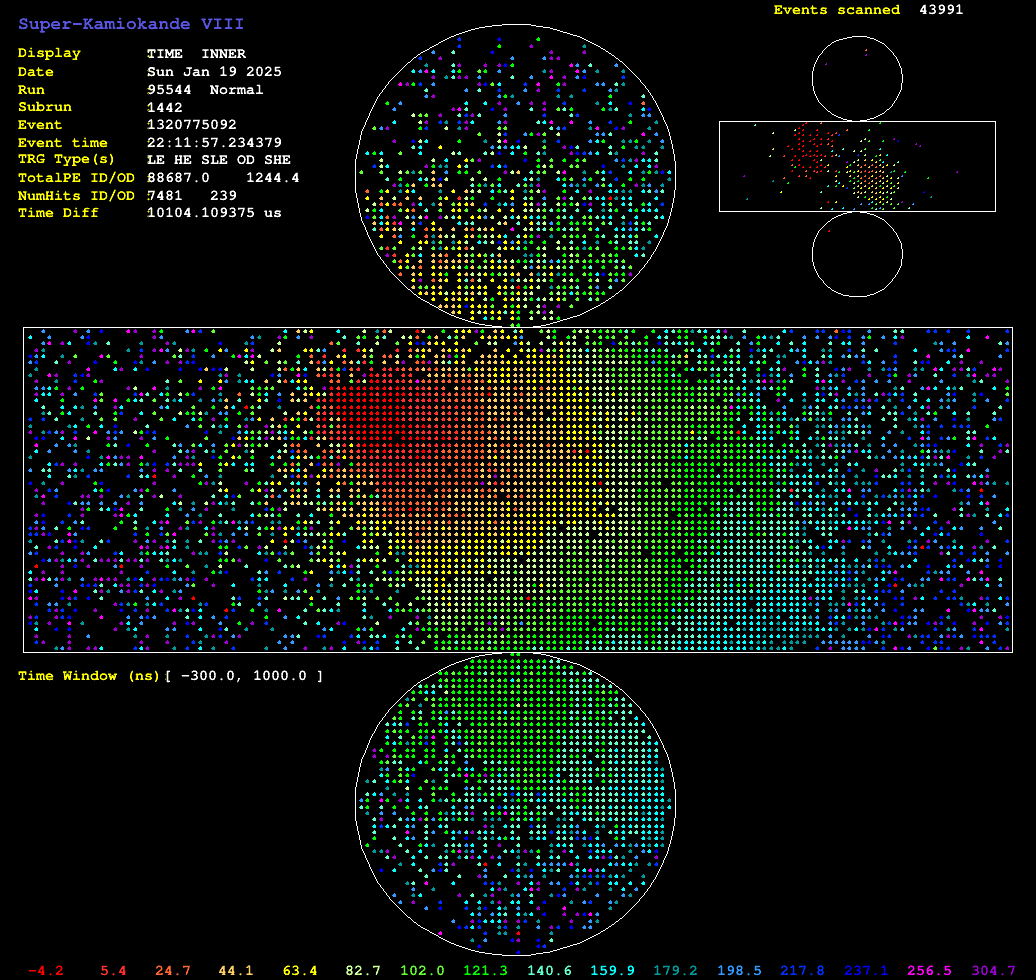 Super-Kamiokande VIII
Events scanned 43991
Display TIME INNER
Date Sun Jan 19 2025
Run 95544 Normal
Subrun 1442
Event 1320775092
Event time 22:11:57.234379
TRG Type(s) LE HE SLE OD SHE
TotalPE ID/OD 88687.0 1244.4
NumHits ID/OD 7481 239
Time Diff 10104.109375 us
Time Window (ns)[ -300.0, 1000.0 ]
-4.2 5.4 24.7 44.1 63.4 82.7 102.0 121.3 140.6 159.9 179.2 198.5 217.8 237.1 256.5 304.7